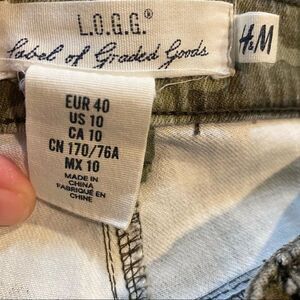 L.O.G.G.®
Label of Graded Goods
H&M
EUR 40
US 10
CA 10
CN 170/76A
MX 10
MADE IN
CHINA
FABRIQUÉ EN
CHINE